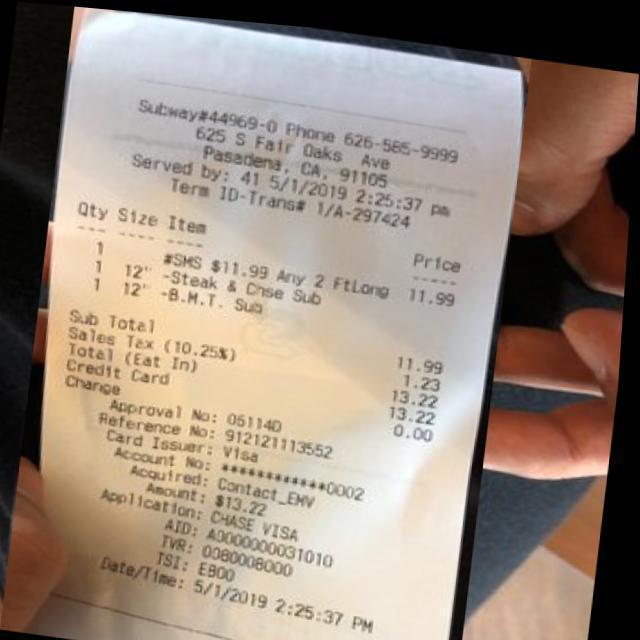 Subway#44969-0 Phone 626-585-9999
625 S Fair Oaks Ave
Pasadena, CA, 91105
Served by: 41 5/1/2019 2:25:37 pm
Term ID-Trans# 1/A-297424
Qty Size Item Price
--- ---- ---- -----
1 #SMS $11.99 Any 2 FtLong 11.99
1 12" -Steak & Chse Sub
1 12" -B.M.T. Sub
Sub Total 11.99
Sales Tax (10.25%) 1.23
Total (Eat In) 13.22
Credit Card 13.22
Change 0.00
Approval No: 05114D
Reference No: 912121113552
Card Issuer: Visa
Account No: ************0002
Acquired: Contact_EMV
Amount: $13.22
Application: CHASE VISA
AID: A0000000031010
TVR: 0080008000
TSI: E800
Date/Time: 5/1/2019 2:25:37 PM